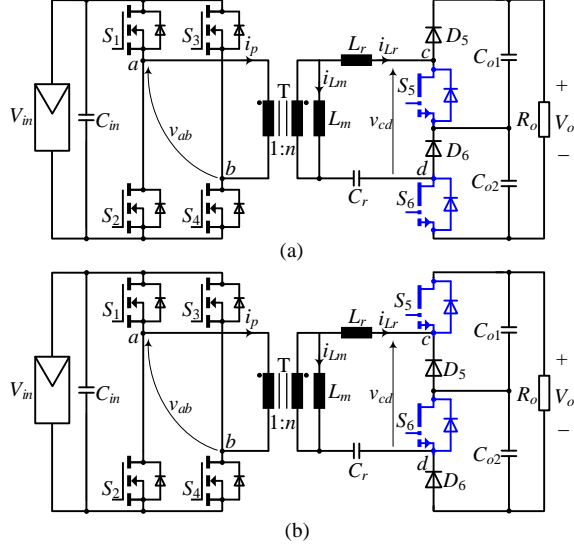 S1 S3 ip Lr iLr c D5 Co1
a iLm S5 +
Vin Cin T Lm Ro Vo
vab vcd
1:n D6 −
b d
S2 S4 Cr S6 Co2
(a)
S1 S3 ip Lr iLr c S5 Co1
a iLm D5 +
Vin Cin T Lm Ro Vo
vab vcd S6
1:n −
b d Co2
S2 S4 Cr D6
(b)